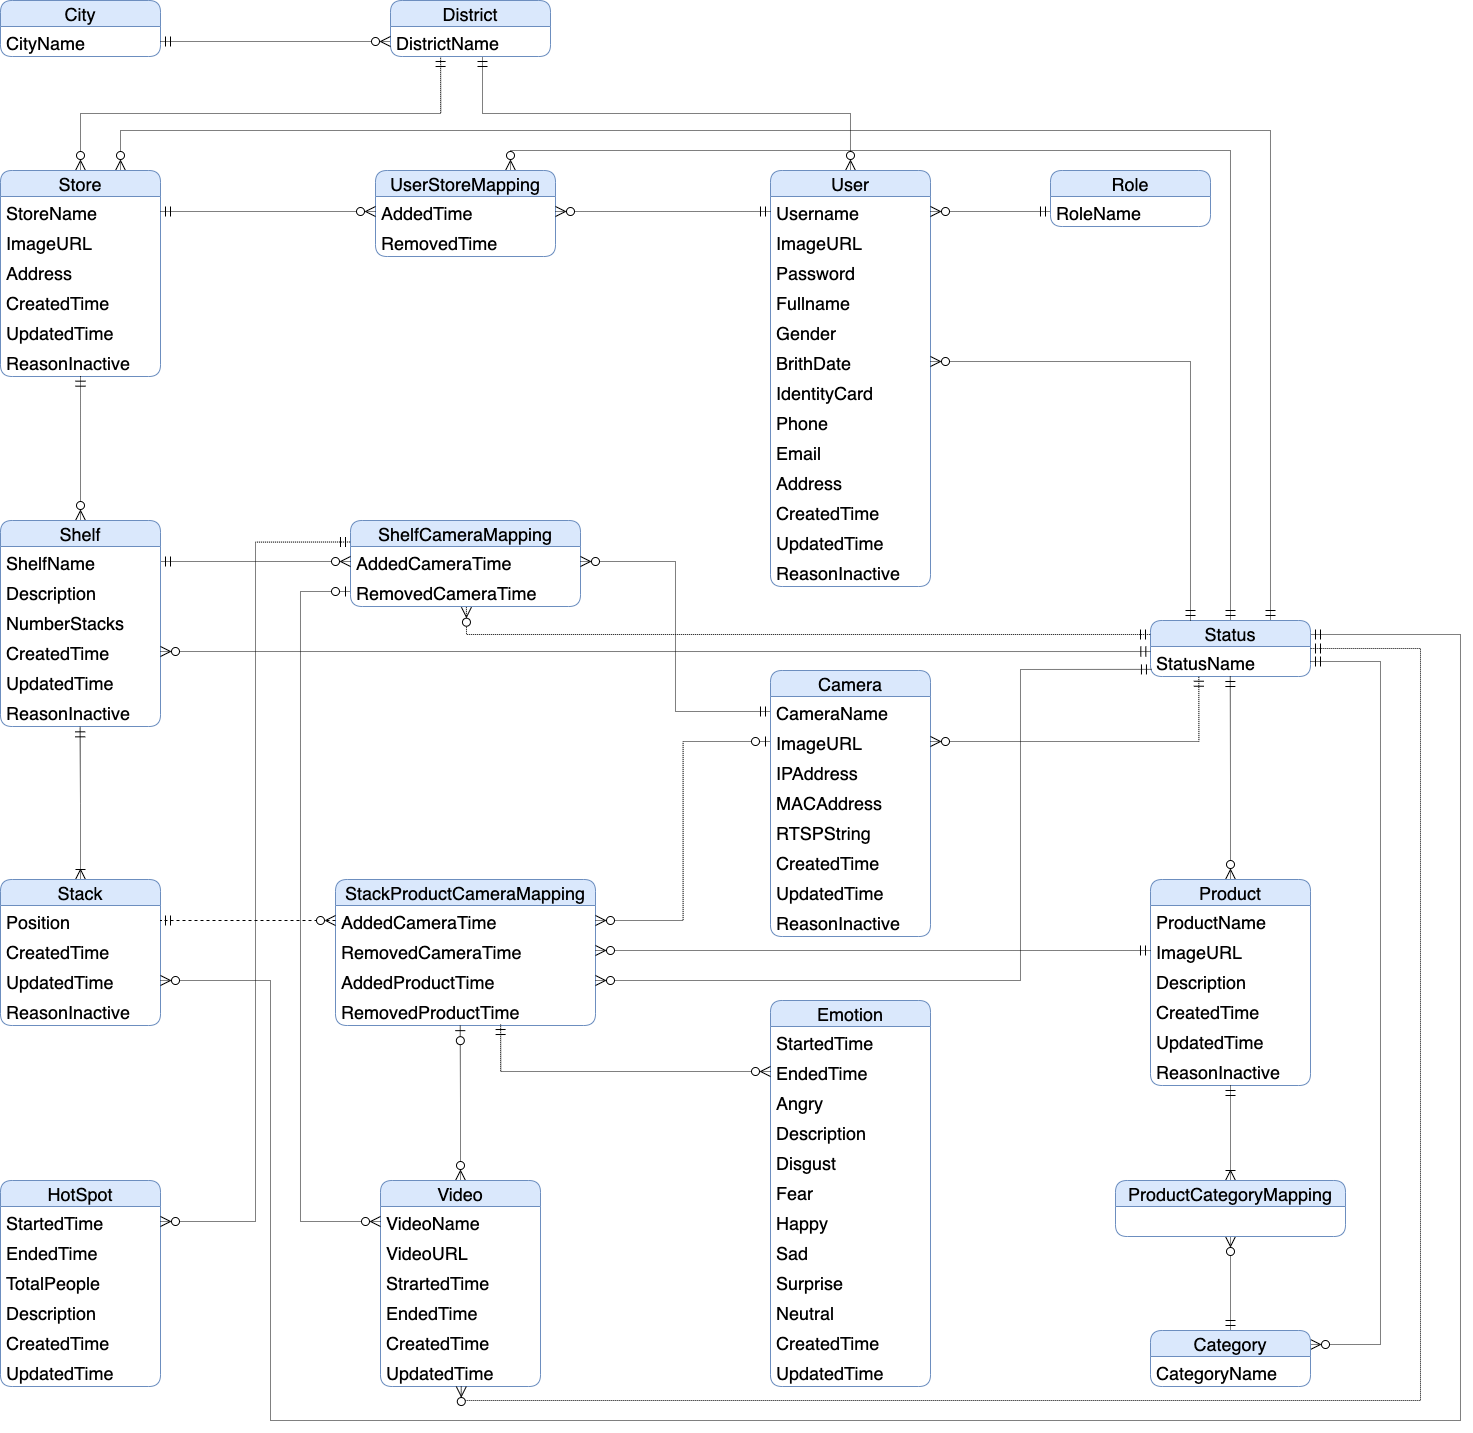 City
CityName
District
DistrictName
Store
StoreName
ImageURL
Address
CreatedTime
UpdatedTime
ReasonInactive
UserStoreMapping
AddedTime
RemovedTime
User
Username
ImageURL
Password
Fullname
Gender
BrithDate
IdentityCard
Phone
Email
Address
CreatedTime
UpdatedTime
ReasonInactive
Role
RoleName
Shelf
ShelfName
Description
NumberStacks
CreatedTime
UpdatedTime
ReasonInactive
ShelfCameraMapping
AddedCameraTime
RemovedCameraTime
Status
StatusName
Camera
CameraName
ImageURL
IPAddress
MACAddress
RTSPString
CreatedTime
UpdatedTime
ReasonInactive
Stack
Position
CreatedTime
UpdatedTime
ReasonInactive
StackProductCameraMapping
AddedCameraTime
RemovedCameraTime
AddedProductTime
RemovedProductTime
Product
ProductName
ImageURL
Description
CreatedTime
UpdatedTime
ReasonInactive
Emotion
StartedTime
EndedTime
Angry
Description
Disgust
Fear
Happy
Sad
Surprise
Neutral
CreatedTime
UpdatedTime
HotSpot
StartedTime
EndedTime
TotalPeople
Description
CreatedTime
UpdatedTime
Video
VideoName
VideoURL
StrartedTime
EndedTime
CreatedTime
UpdatedTime
ProductCategoryMapping
Category
CategoryName